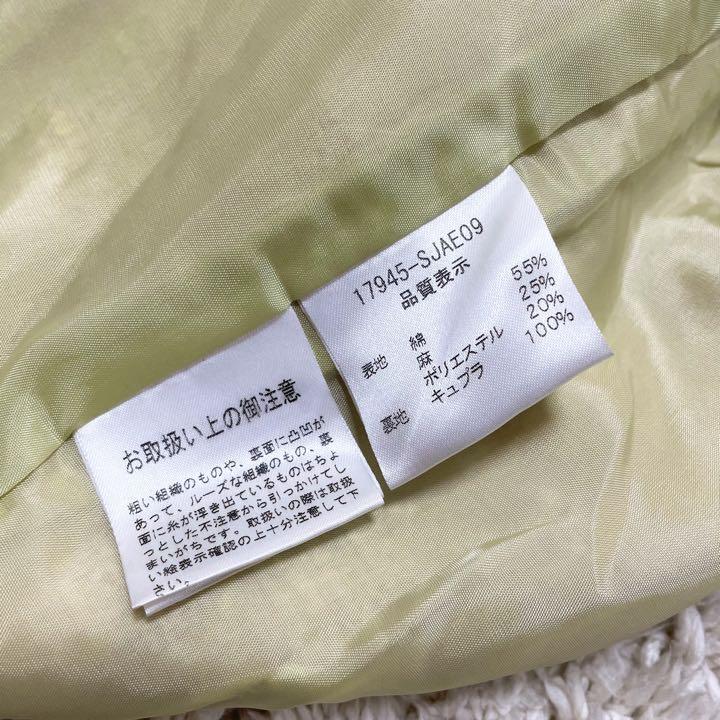 17945-SJAE09
品質表示
表地 綿 55%
麻 25%
ポリエステル 20%
裏地 キュプラ 100%
お取扱い上の御注意
粗い組織のものや、裏面に凸凹が
あって、ルーズな組織のもの、裏
面に糸が浮き出ているものはちょ
っとした不注意から引っかけてし
まいがちです。取扱いの際は取扱
い絵表示確認の上十分注意して下
さい。